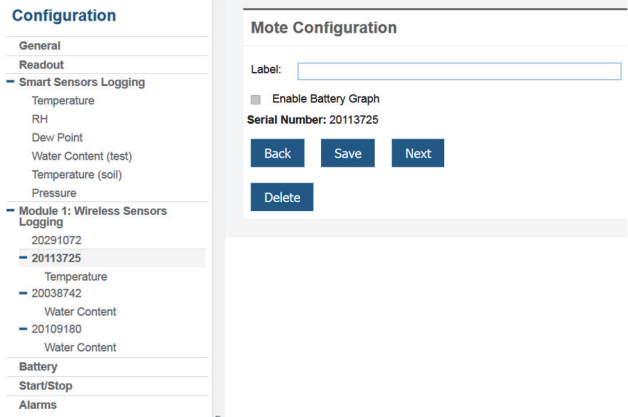 Configuration
General
Readout
Smart Sensors Logging
Temperature
RH
Dew Point
Water Content (test)
Temperature (soil)
Pressure
Module 1: Wireless Sensors
Logging
20291072
20113725
Temperature
20038742
Water Content
20109180
Water Content
Battery
Start/Stop
Alarms
Mote Configuration
Label:
Enable Battery Graph
Serial Number: 20113725
Back Save Next
Delete